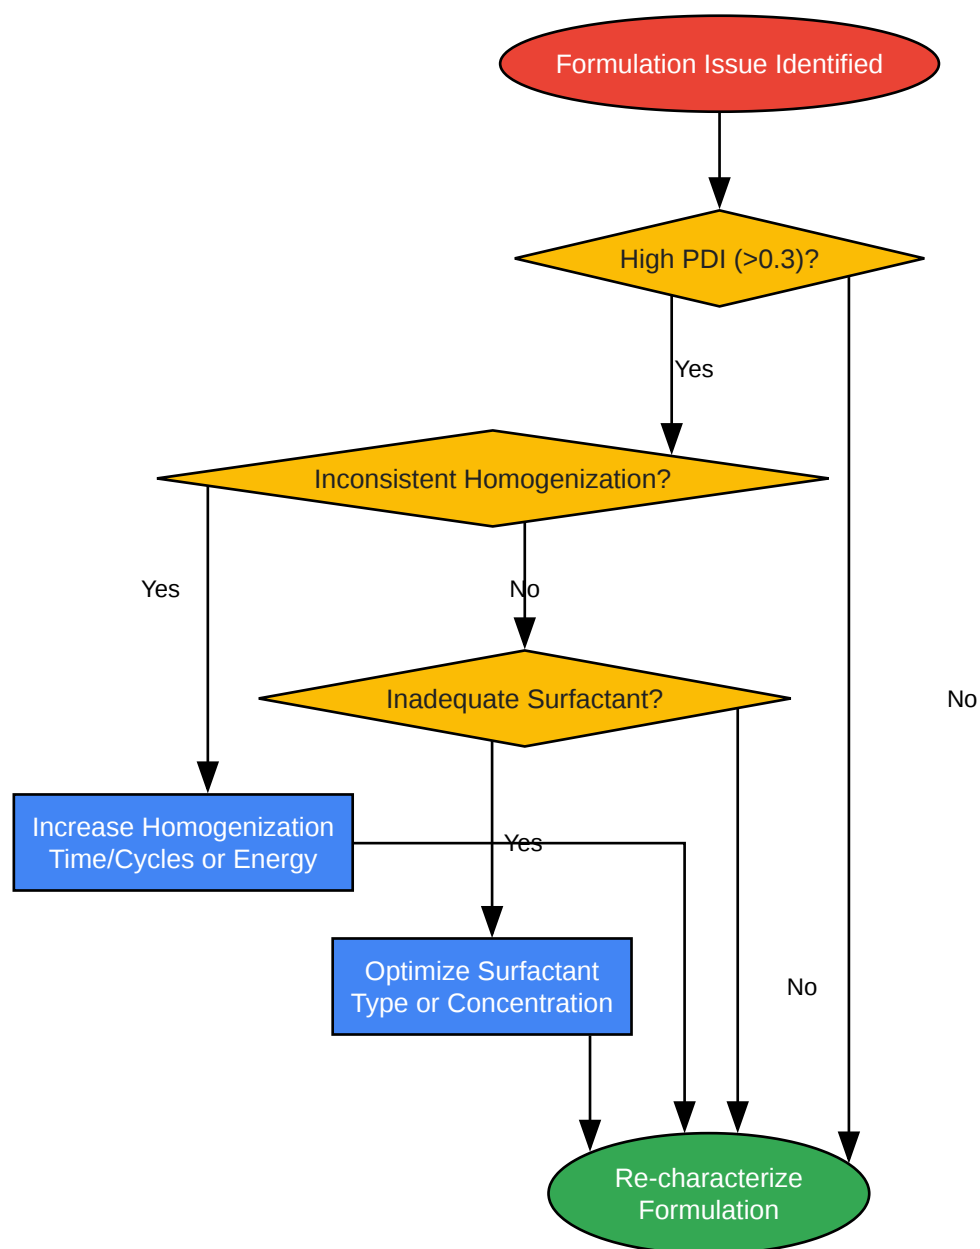 Formulation Issue Identified
High PDI (>0.3)?
Yes
Inconsistent Homogenization?
Yes
No
Inadequate Surfactant?
No
Increase Homogenization
Time/Cycles or Energy
Yes
Optimize Surfactant
Type or Concentration
No
Re-characterize
Formulation